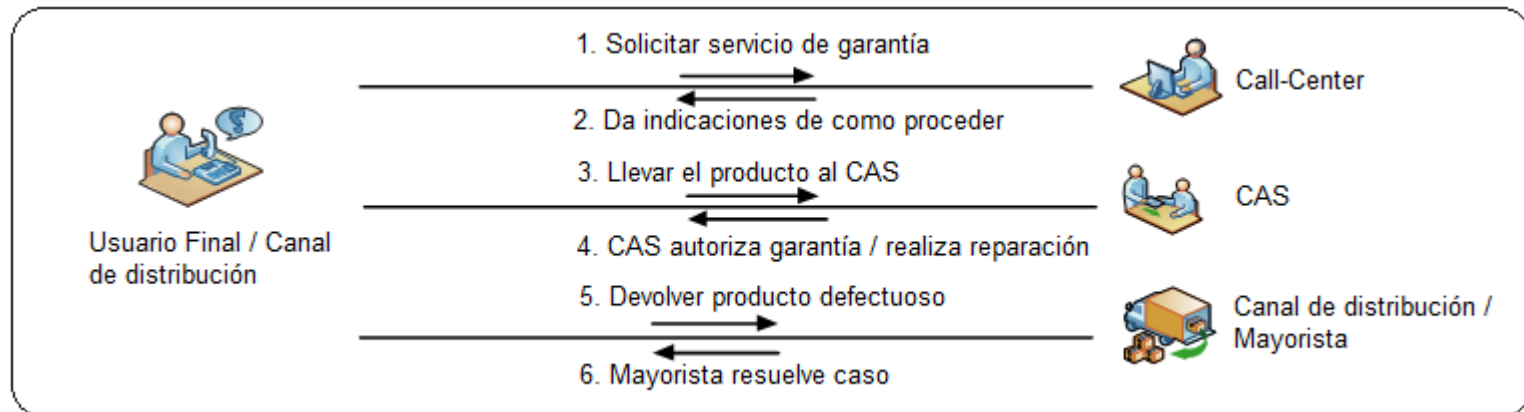 1. Solicitar servicio de garantía
Call-Center
2. Da indicaciones de como proceder
3. Llevar el producto al CAS
CAS
Usuario Final / Canal
de distribución
4. CAS autoriza garantía / realiza reparación
5. Devolver producto defectuoso
Canal de distribución /
Mayorista
6. Mayorista resuelve caso